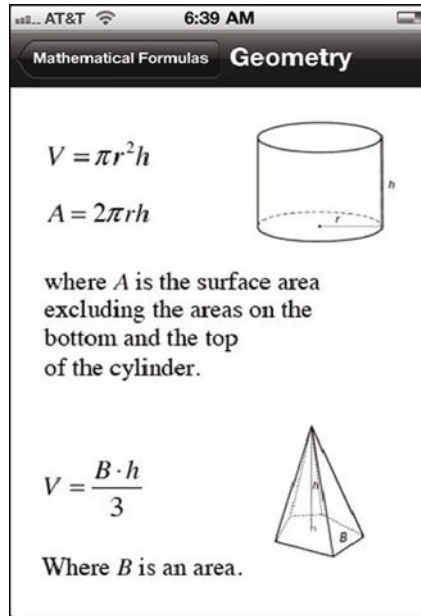 AT&T 6:39 AM
Mathematical Formulas Geometry
V = πr²h
h
A = 2πrh
r
where A is the surface area
excluding the areas on the
bottom and the top
of the cylinder.
V = B · h / 3
h
B
Where B is an area.